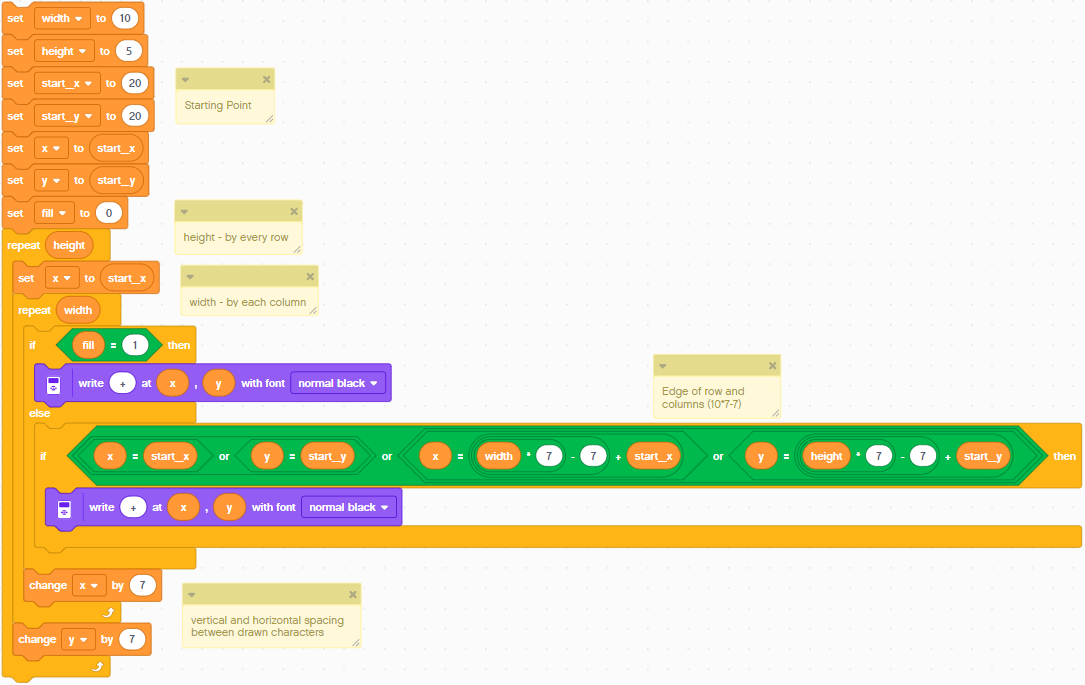 set width to 10
set height to 5
set start_x to 20
Starting Point
set start_y to 20
set x to start_x
set y to start_y
set fill to 0
height - by every row
repeat height
set x to start_x
width - by each column
repeat width
if fill = 1 then
write + at x , y with font normal black
Edge of row and
columns (10*7-7)
else
if x = start_x or y = start_y or x = width * 7 - 7 + start_x or y = height * 7 - 7 + start_y then
write + at x , y with font normal black
change x by 7
vertical and horizontal spacing
between drawn characters
change y by 7